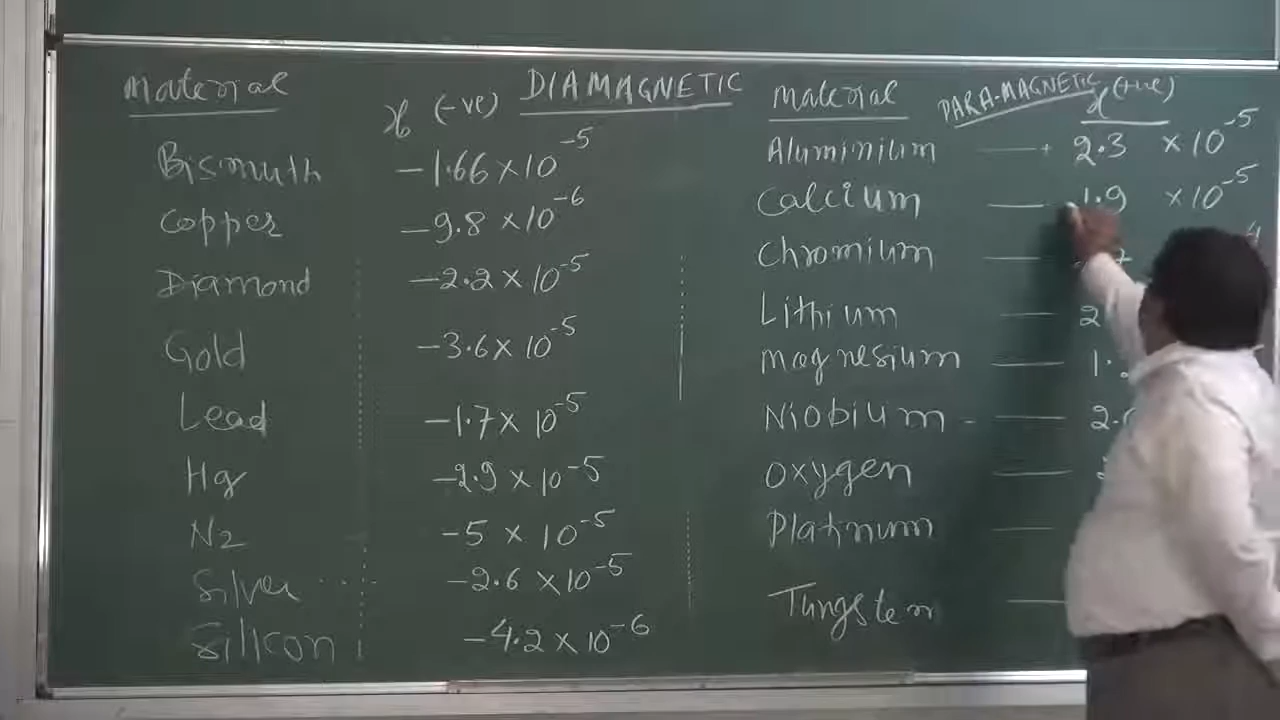 Material χ (-ve) DIAMAGNETIC
Bismuth -1.66 × 10^-5
Copper -9.8 × 10^-6
Diamond -2.2 × 10^-5
Gold -3.6 × 10^-5
Lead -1.7 × 10^-5
Hg -2.9 × 10^-5
N2 -5 × 10^-5
Silver -2.6 × 10^-5
Silicon -4.2 × 10^-6
Material PARA-MAGNETIC χ (+ve)
Aluminium + 2.3 × 10^-5
Calcium 1.9 × 10^-5
Chromium
Lithium 2
Magnesium 1.
Niobium 2.
Oxygen
Platinum
Tungsten